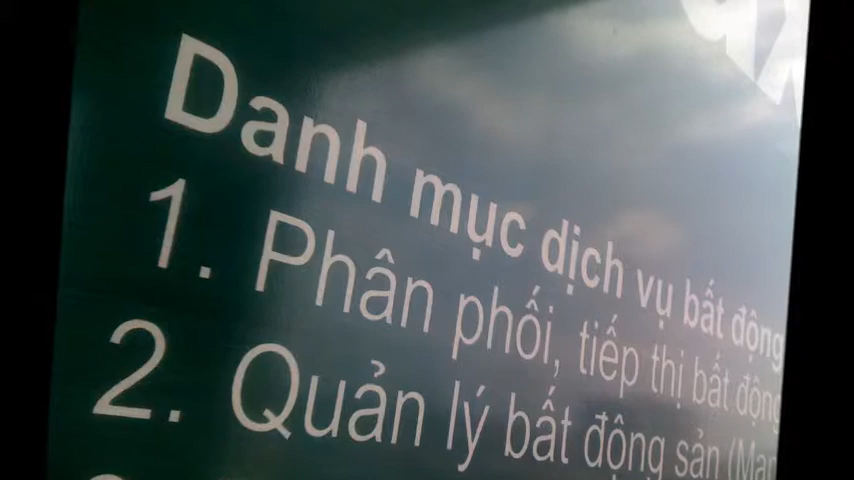 Danh mục dịch vụ bất động
1. Phân phối, tiếp thị bất động
2. Quản lý bất động sản (Man